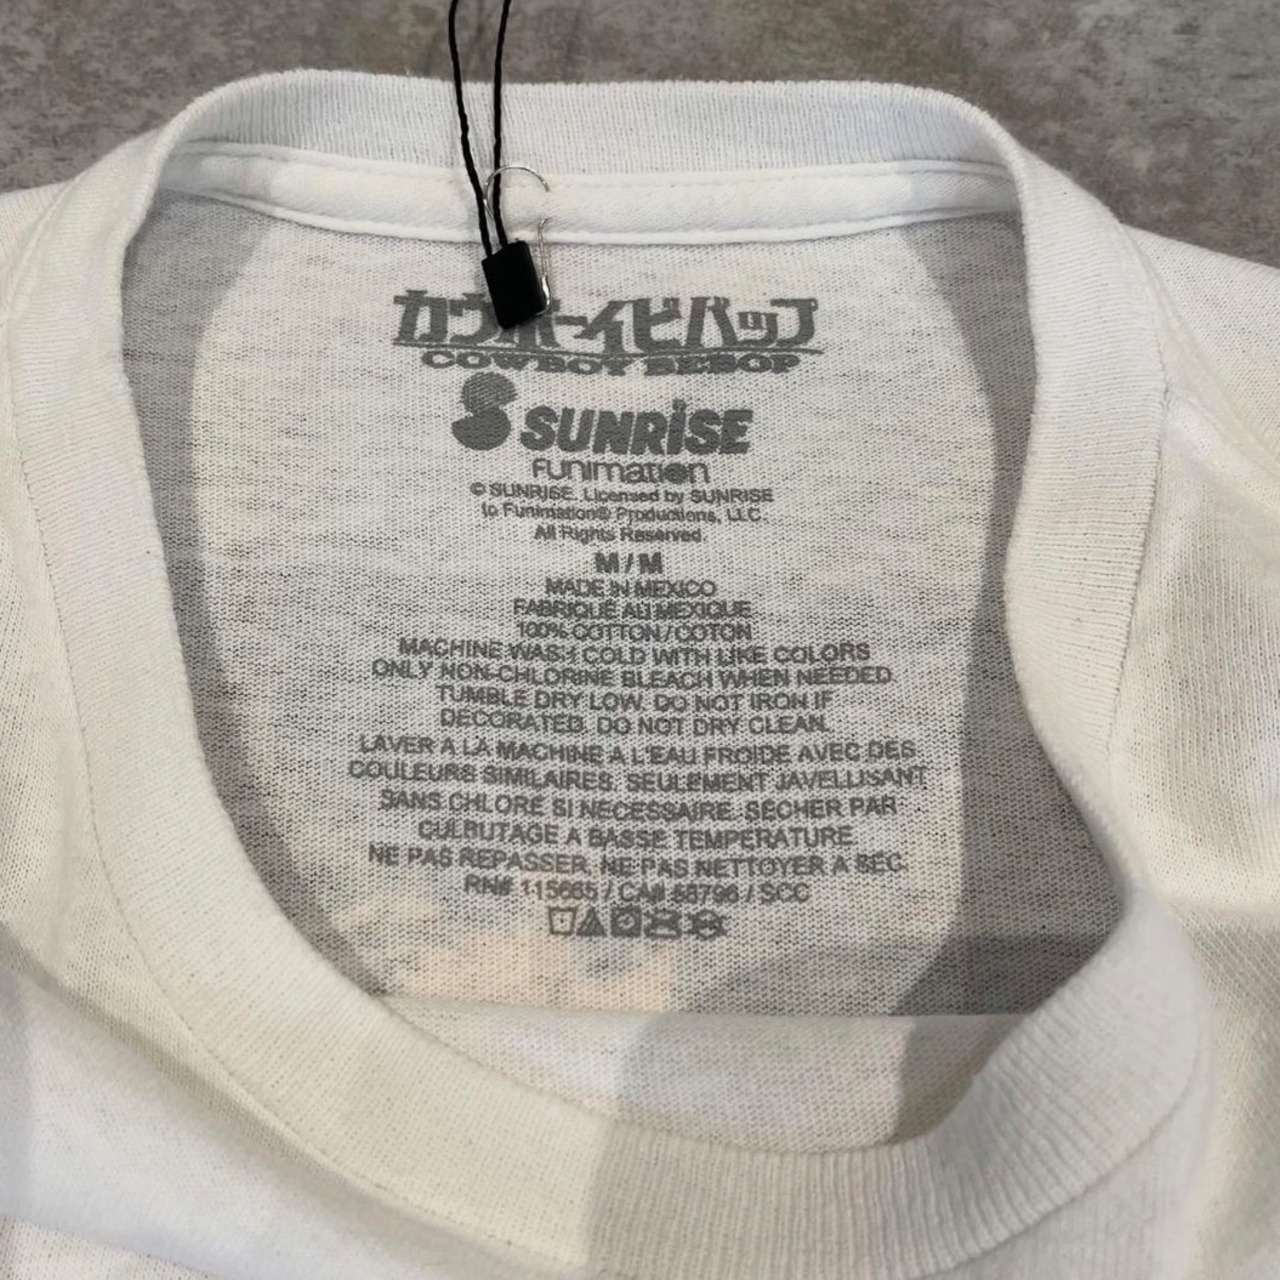 カウボーイビバップ
COWBOY BEBOP
SUNRISE
FUNIMATION
© SUNRISE. Licensed by SUNRISE
to Funimation® Productions, LLC.
All Rights Reserved.
M / M
MADE IN MEXICO
FABRIQUE AU MEXIQUE
100% COTTON / COTON
MACHINE WASH COLD WITH LIKE COLORS
ONLY NON-CHLORINE BLEACH WHEN NEEDED.
TUMBLE DRY LOW. DO NOT IRON IF
DECORATED. DO NOT DRY CLEAN.
LAVER A LA MACHINE A L'EAU FROIDE AVEC DES
COULEURS SIMILAIRES. SEULEMENT JAVELLISANT
SANS CHLORE SI NECESSAIRE. SECHER PAR
CULBUTAGE A BASSE TEMPERATURE.
NE PAS REPASSER. NE PAS NETTOYER A SEC.
RN# 115665 / CA# 56796 / SCC